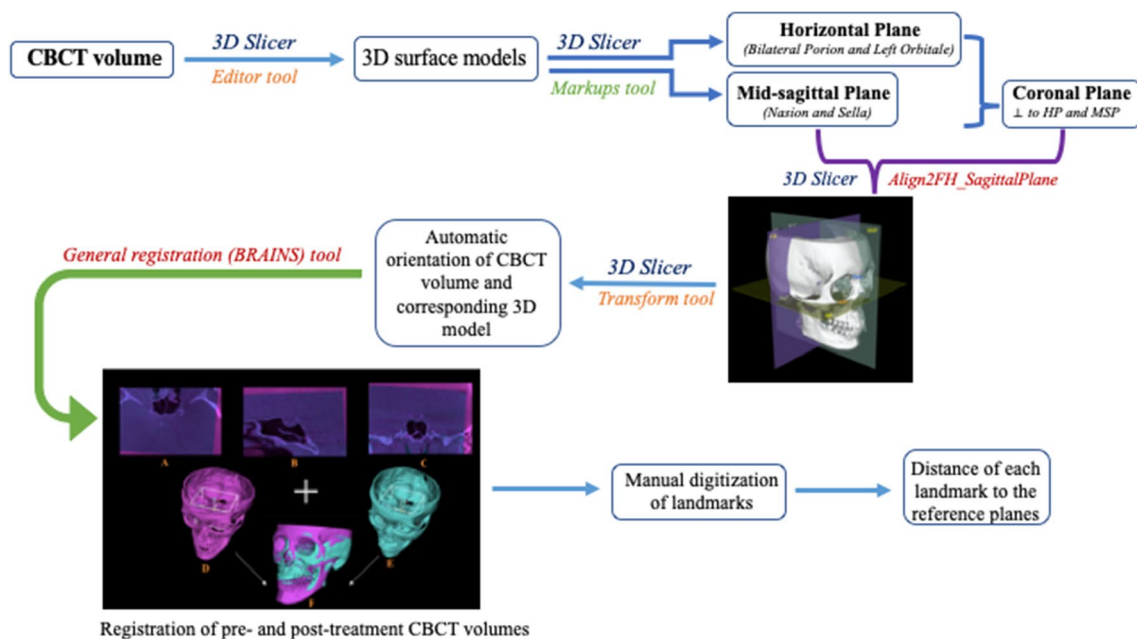 CBCT volume
3D Slicer
Editor tool
3D surface models
3D Slicer
Markups tool
Horizontal Plane
(Bilateral Porion and Left Orbitale)
Mid-sagittal Plane
(Nasion and Sella)
Coronal Plane
⊥ to HP and MSP
3D Slicer
Align2FH_SagittalPlane
General registration (BRAINS) tool
Automatic
orientation of CBCT
volume and
corresponding 3D
model
3D Slicer
Transform tool
A
B
C
D
E
F
Manual digitization
of landmarks
Distance of each
landmark to the
reference planes
Registration of pre- and post-treatment CBCT volumes